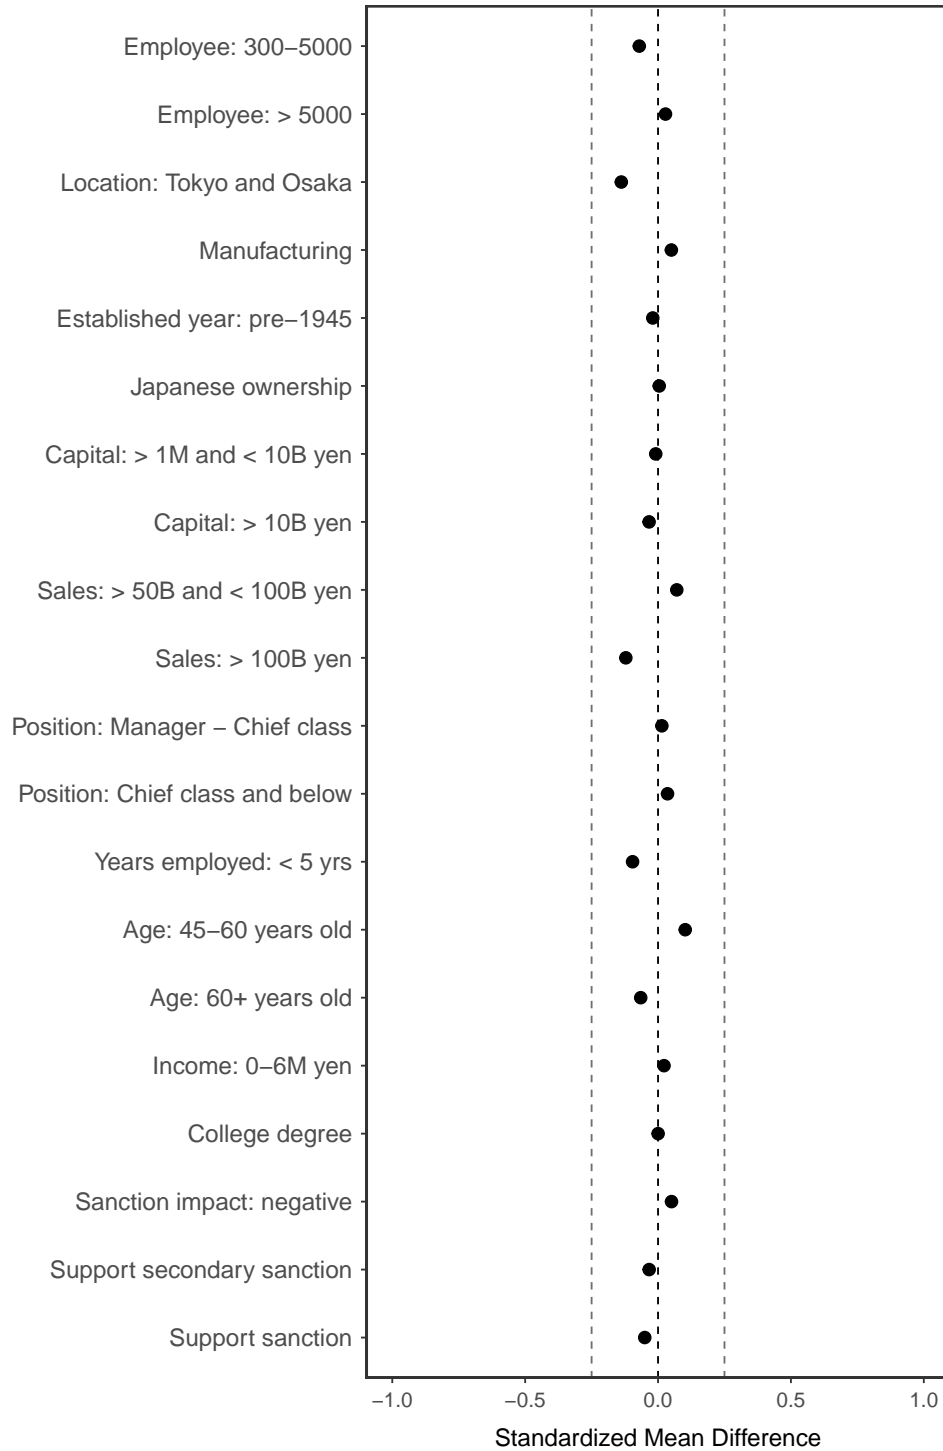 Employee: 300–5000
Employee: > 5000
Location: Tokyo and Osaka
Manufacturing
Established year: pre–1945
Japanese ownership
Capital: > 1M and < 10B yen
Capital: > 10B yen
Sales: > 50B and < 100B yen
Sales: > 100B yen
Position: Manager – Chief class
Position: Chief class and below
Years employed: < 5 yrs
Age: 45–60 years old
Age: 60+ years old
Income: 0–6M yen
College degree
Sanction impact: negative
Support secondary sanction
Support sanction
−1.0 −0.5 0.0 0.5 1.0
Standardized Mean Difference